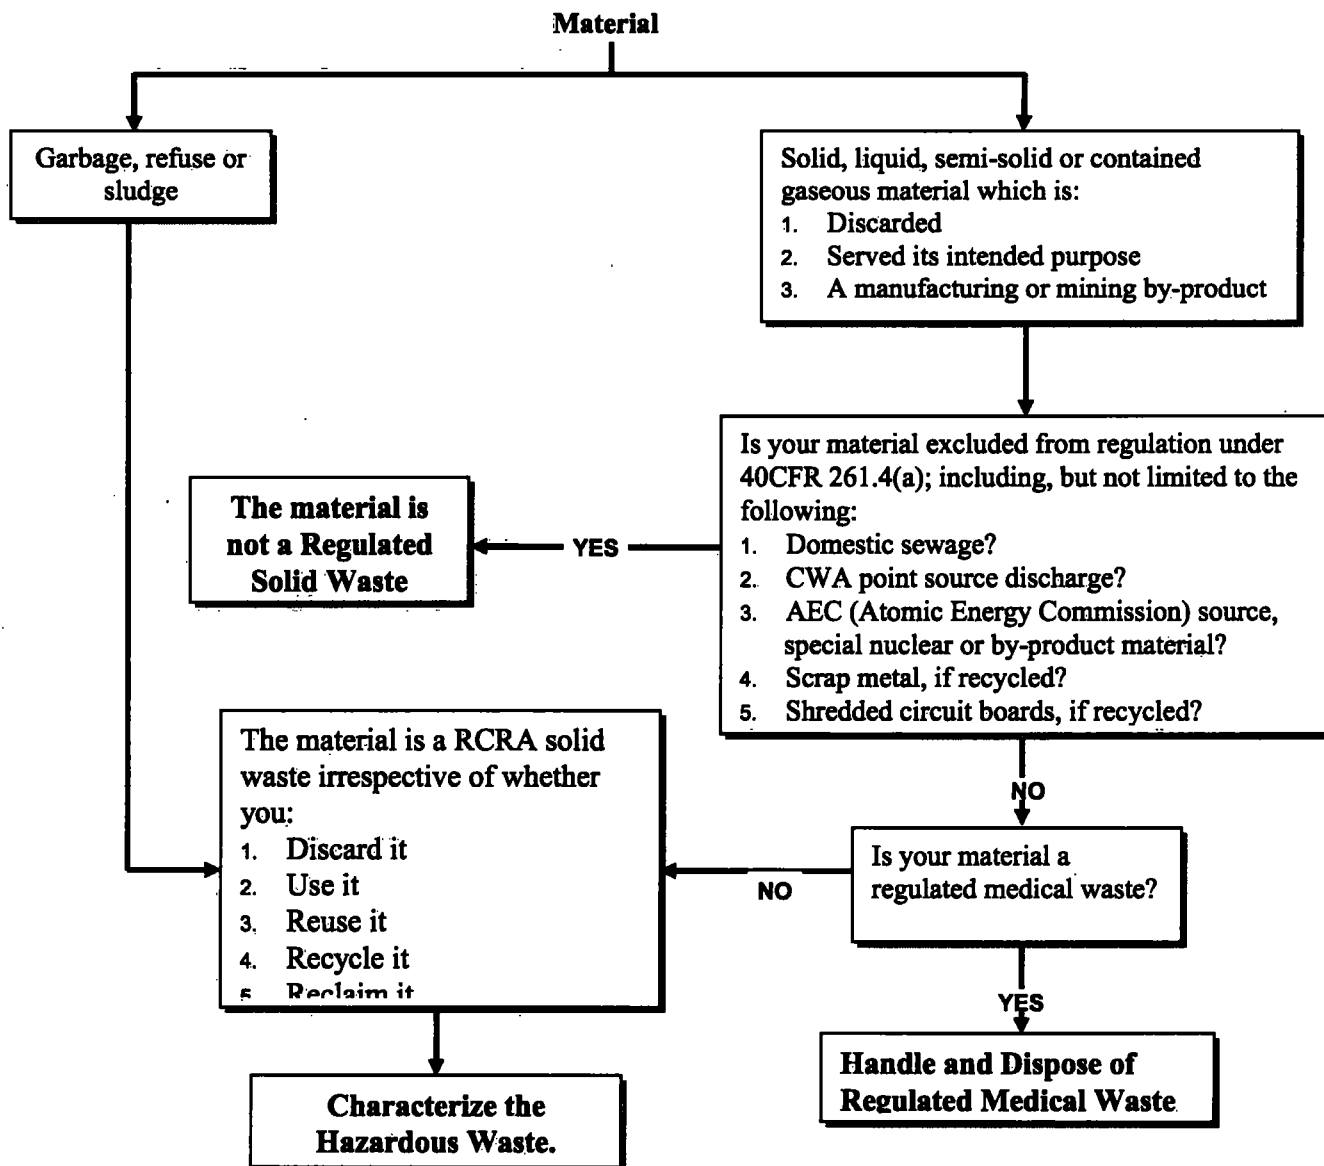 Material
Garbage, refuse or
sludge
Solid, liquid, semi-solid or contained
gaseous material which is:
1. Discarded
2. Served its intended purpose
3. A manufacturing or mining by-product
Is your material excluded from regulation under
40CFR 261.4(a); including, but not limited to the
following:
1. Domestic sewage?
2. CWA point source discharge?
3. AEC (Atomic Energy Commission) source,
special nuclear or by-product material?
4. Scrap metal, if recycled?
5. Shredded circuit boards, if recycled?
YES
The material is
not a Regulated
Solid Waste
NO
Is your material a
regulated medical waste?
NO
The material is a RCRA solid
waste irrespective of whether
you:
1. Discard it
2. Use it
3. Reuse it
4. Recycle it
5 Reclaim it
YES
Handle and Dispose of
Regulated Medical Waste
Characterize the
Hazardous Waste.